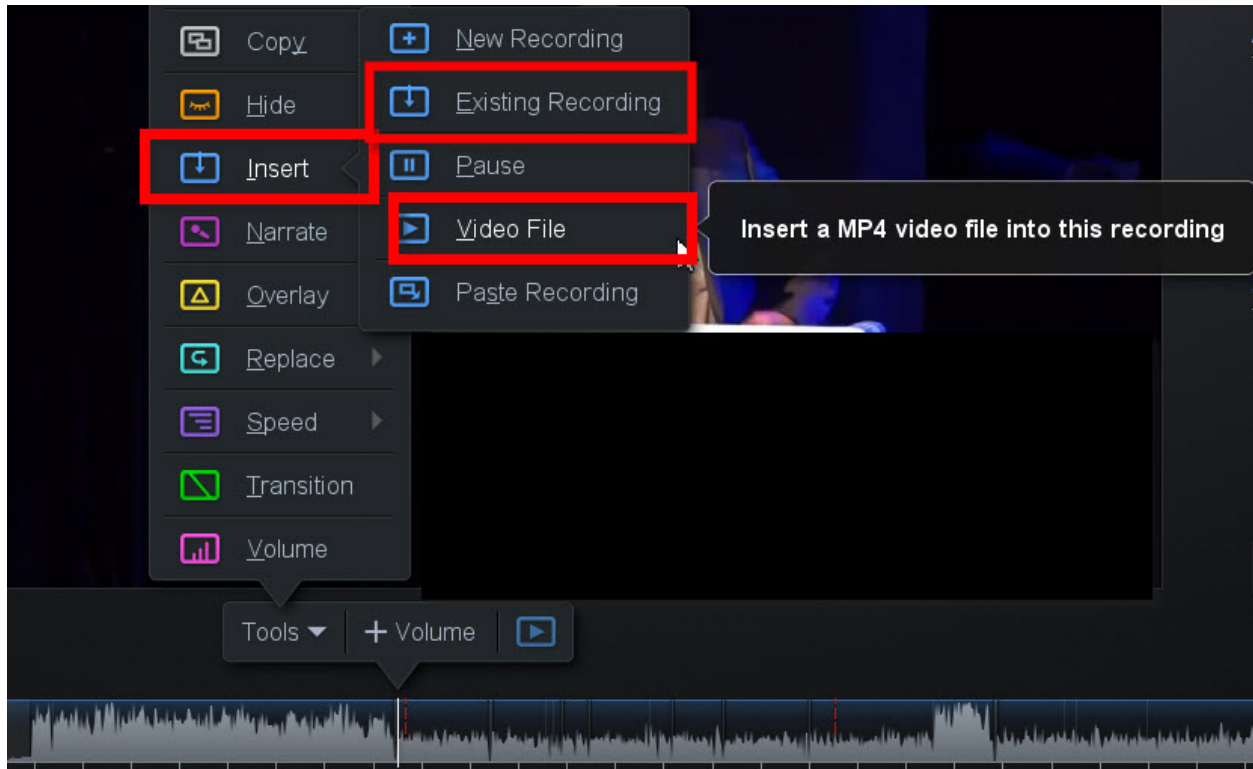 Copy
Hide
Insert
Narrate
Overlay
Replace
Speed
Transition
Volume
New Recording
Existing Recording
Pause
Video File
Paste Recording
Insert a MP4 video file into this recording
Tools
+ Volume